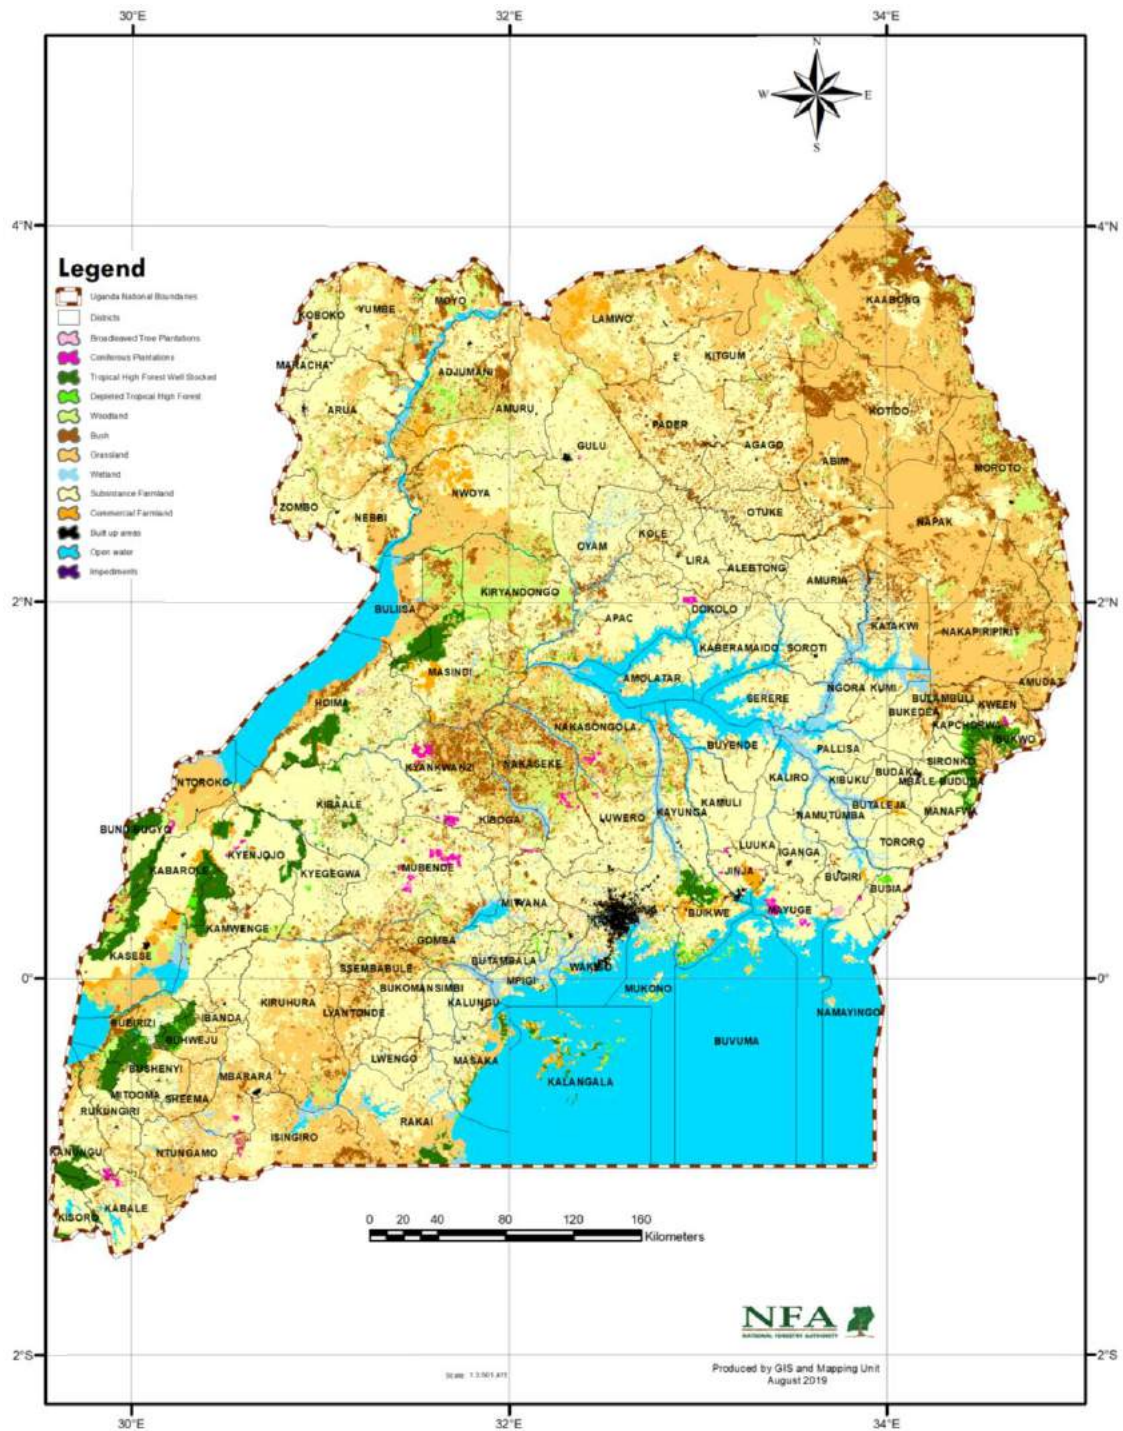 30°E 32°E 34°E
N
W E
S
4°N 4°N
Legend
Uganda National Boundaries
Districts
Broadleaved Tree Plantations
Coniferous Plantations
Tropical High Forest Well Stocked
Depleted Tropical High Forest
Woodland
Bush
Grassland
Wetland
Subsistance Farmland
Commercial Farmland
Built up areas
Open water
Impediments
KAABONG
MOYO
YUMBE
KOBOKO
LAMWO
KITGUM
MARACHA
ADJUMANI
ARUA
AMURU
KOTIDO
PADER
GULU
AGAGO
ABIM
MOROTO
NWOYA
ZOMBO
NEBBI
OTUKE
NAPAK
KOLE
OYAM
LIRA
ALEBTONG
AMURIA
KIRYANDONGO
2°N 2°N
BULIISA
DOKOLO
APAC
KATAKWI
NAKAPIRIPIRIT
KABERAMAIDO
SOROTI
MASINDI
AMOLATAR
AMUDAT
NGORA
KUMI
SERERE
BULAMBULI
KWEEN
HOIMA
BUKEDEA
KAPCHORWA
NAKASONGOLA
BUKWO
BUYENDE
PALLISA
SIRONKO
NAKASEKE
KYANKWANZI
NTOROKO
KALIRO
KIBUKU
BUDAKA
MBALE
BUDUDA
KIBAALE
KAMULI
BUTALEJA
MANAFWA
KAYUNGA
NAMUTUMBA
KIBOGA
LUWERO
BUNDIBUGYO
TORORO
LUUKA
IGANGA
KYENJOJO
KABAROLE
MUBENDE
KYEGEGWA
JINJA
BUGIRI
BUSIA
MITYANA
MAYUGE
BUIKWE
KAMWENGE
GOMBA
KASESE
BUTAMBALA
SSEMBABULE
WAKISO
0° 0°
MPIGI
BUKOMANSIMBI
MUKONO
KIRUHURA
KALUNGU
LYANTONDE
NAMAYINGO
IBANDA
RUBIRIZI
BUHWEJU
BUVUMA
LWENGO
MASAKA
BUSHENYI
MBARARA
KALANGALA
MITOOMA
SHEEMA
RUKUNGIRI
RAKAI
ISINGIRO
KANUNGU
NTUNGAMO
KABALE
KISORO
0 20 40 80 120 160
Kilometers
NFA
NATIONAL FORESTRY AUTHORITY
2°S 2°S
Produced by GIS and Mapping Unit
August 2019
30°E 32°E 34°E